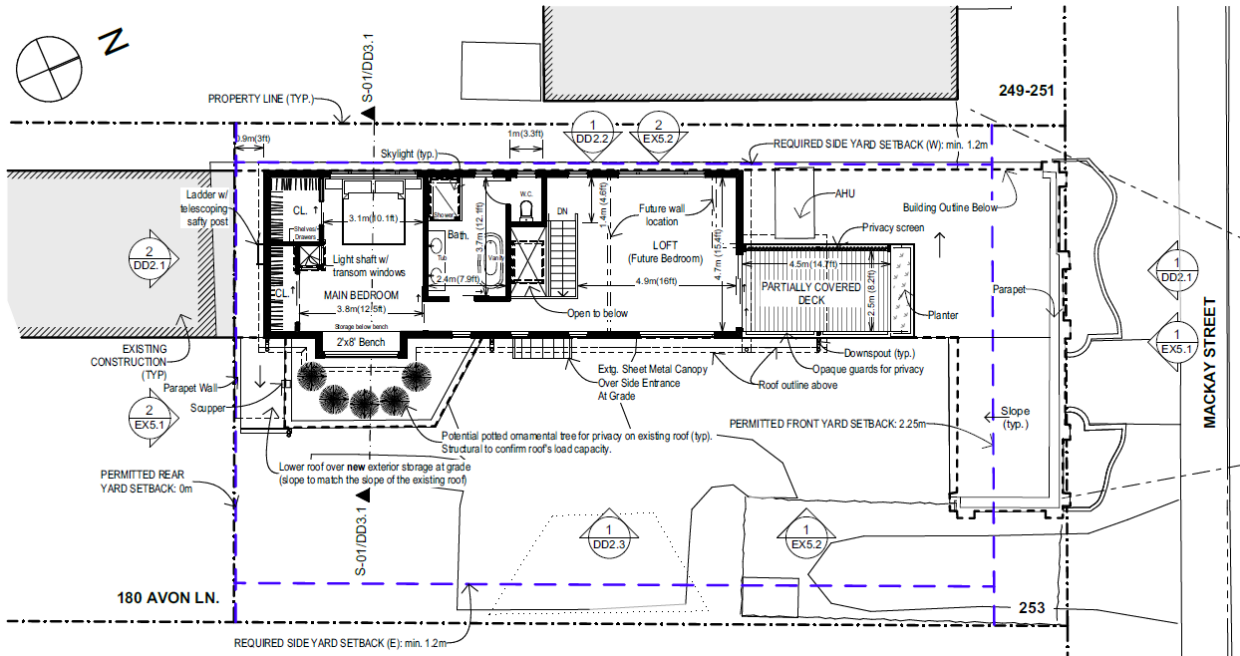 N
S-01/DD3.1
249-251
PROPERTY LINE (TYP.)
0.9m(3ft)
1m(3.3ft)
1
DD2.2
2
EX5.2
REQUIRED SIDE YARD SETBACK (W): min. 1.2m
Skylight (typ.)
Ladder w/
telescoping
safty post
CL.
Shelves/
Drawers
3.1m(10.1ft)
Shower
W.C.
Bath.
3.7m (12.1ft)
DN
1.4m (4.6ft)
Future wall
location
AHU
Building Outline Below
Privacy screen
LOFT
(Future Bedroom)
4.7m (15.4ft)
Light shaft w/
transom windows
Tub
Vanity
2.4m(7.9ft)
4.9m(16ft)
4.5m(14.7ft)
PARTIALLY COVERED
DECK
2.5m(8.2ft)
2
DD2.1
1
DD2.1
CL.
MAIN BEDROOM
3.8m(12.5ft)
Storage below bench
2'x8' Bench
Open to below
Planter
Parapet
MACKAY STREET
1
EX5.1
EXISTING
CONSTRUCTION
(TYP)
Parapet Wall
Scupper
2
EX5.1
Extg. Sheet Metal Canopy
Over Side Entrance
At Grade
Downspout (typ.)
Opaque guards for privacy
Roof outline above
Slope
(typ.)
PERMITTED FRONT YARD SETBACK: 2.25m
Potential potted ornamental tree for privacy on existing roof (typ).
Structural to confirm roof's load capacity.
Lower roof over new exterior storage at grade
(slope to match the slope of the existing roof)
PERMITTED REAR
YARD SETBACK: 0m
S-01/DD3.1
1
DD2.3
1
EX5.2
180 AVON LN.
253
REQUIRED SIDE YARD SETBACK (E): min. 1.2m